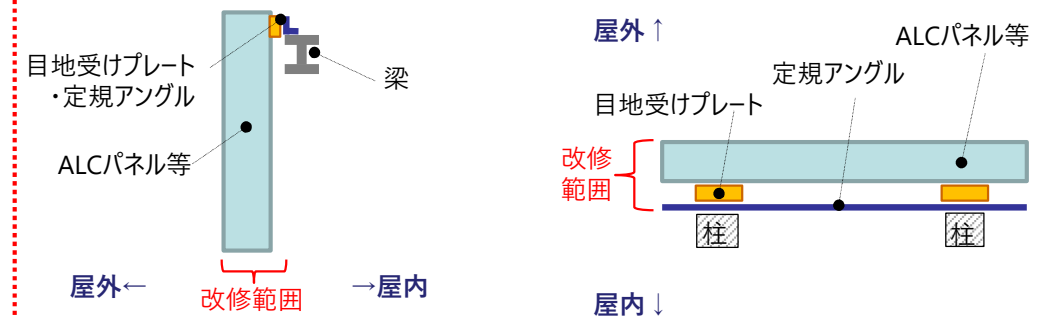 目地受けプレート
・定規アングル
梁
ALCパネル等
屋外←
改修範囲
→屋内
屋外↑
ALCパネル等
定規アングル
目地受けプレート
改修
範囲
柱
柱
屋内↓